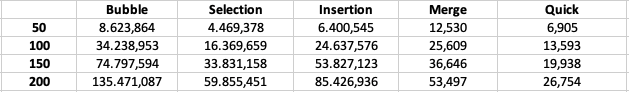 Bubble Selection Insertion Merge Quick
50 8.623,864 4.469,378 6.400,545 12,530 6,905
100 34.238,953 16.369,659 24.637,576 25,609 13,593
150 74.797,594 33.831,158 53.827,123 36,646 19,938
200 135.471,087 59.855,451 85.426,936 53,497 26,754